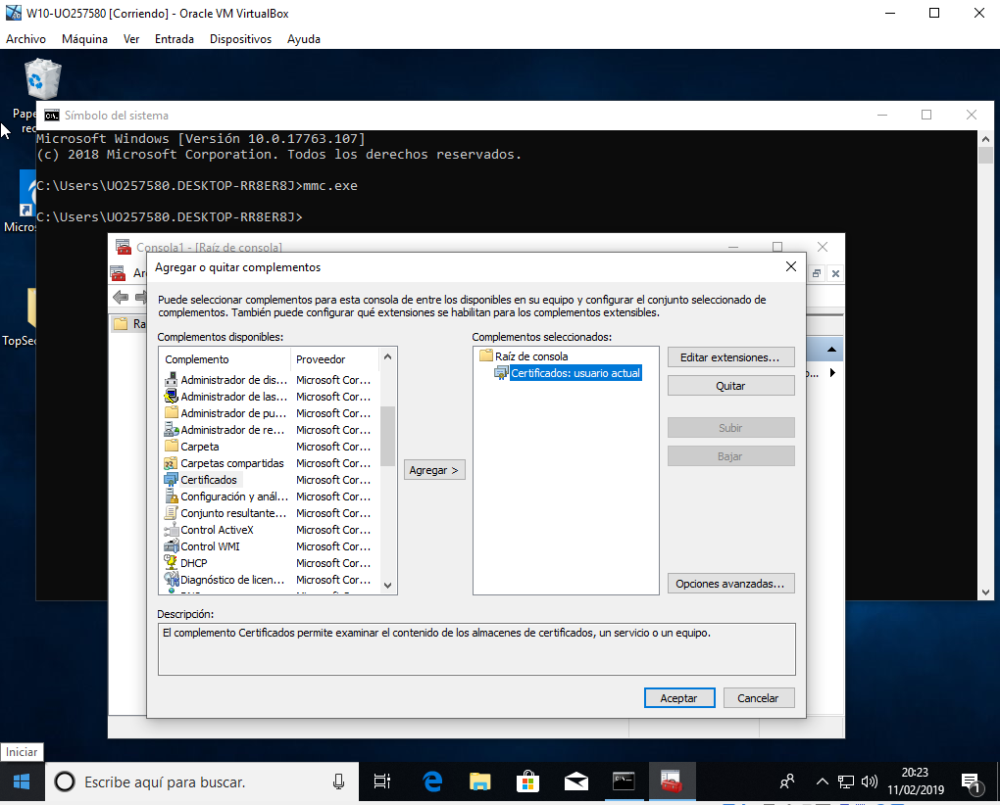 W10-UO257580 [Corriendo] - Oracle VM VirtualBox
Archivo Máquina Ver Entrada Dispositivos Ayuda
Símbolo del sistema
Microsoft Windows [Versión 10.0.17763.107]
(c) 2018 Microsoft Corporation. Todos los derechos reservados.
C:\Users\UO257580.DESKTOP-RR8ER8J>mmc.exe
C:\Users\UO257580.DESKTOP-RR8ER8J>
Consola1 - [Raíz de consola]
Agregar o quitar complementos
Puede seleccionar complementos para esta consola de entre los disponibles en su equipo y configurar el conjunto seleccionado de
complementos. También puede configurar qué extensiones se habilitan para los complementos extensibles.
Complementos disponibles:
Complemento Proveedor
Administrador de dis... Microsoft Cor...
Administrador de las... Microsoft Cor...
Administrador de pu... Microsoft Cor...
Administrador de re... Microsoft Cor...
Carpeta Microsoft Cor...
Carpetas compartidas Microsoft Cor...
Certificados Microsoft Cor...
Configuración y anál... Microsoft Cor...
Conjunto resultante... Microsoft Cor...
Control ActiveX Microsoft Cor...
Control WMI Microsoft Cor...
DHCP Microsoft Cor...
Diagnóstico de licen... Microsoft Cor...
Agregar >
Complementos seleccionados:
Raíz de consola
Certificados: usuario actual
Editar extensiones...
Quitar
Subir
Bajar
Opciones avanzadas...
Descripción:
El complemento Certificados permite examinar el contenido de los almacenes de certificados, un servicio o un equipo.
Aceptar Cancelar
Iniciar
Escribe aquí para buscar.
20:23
11/02/2019
1